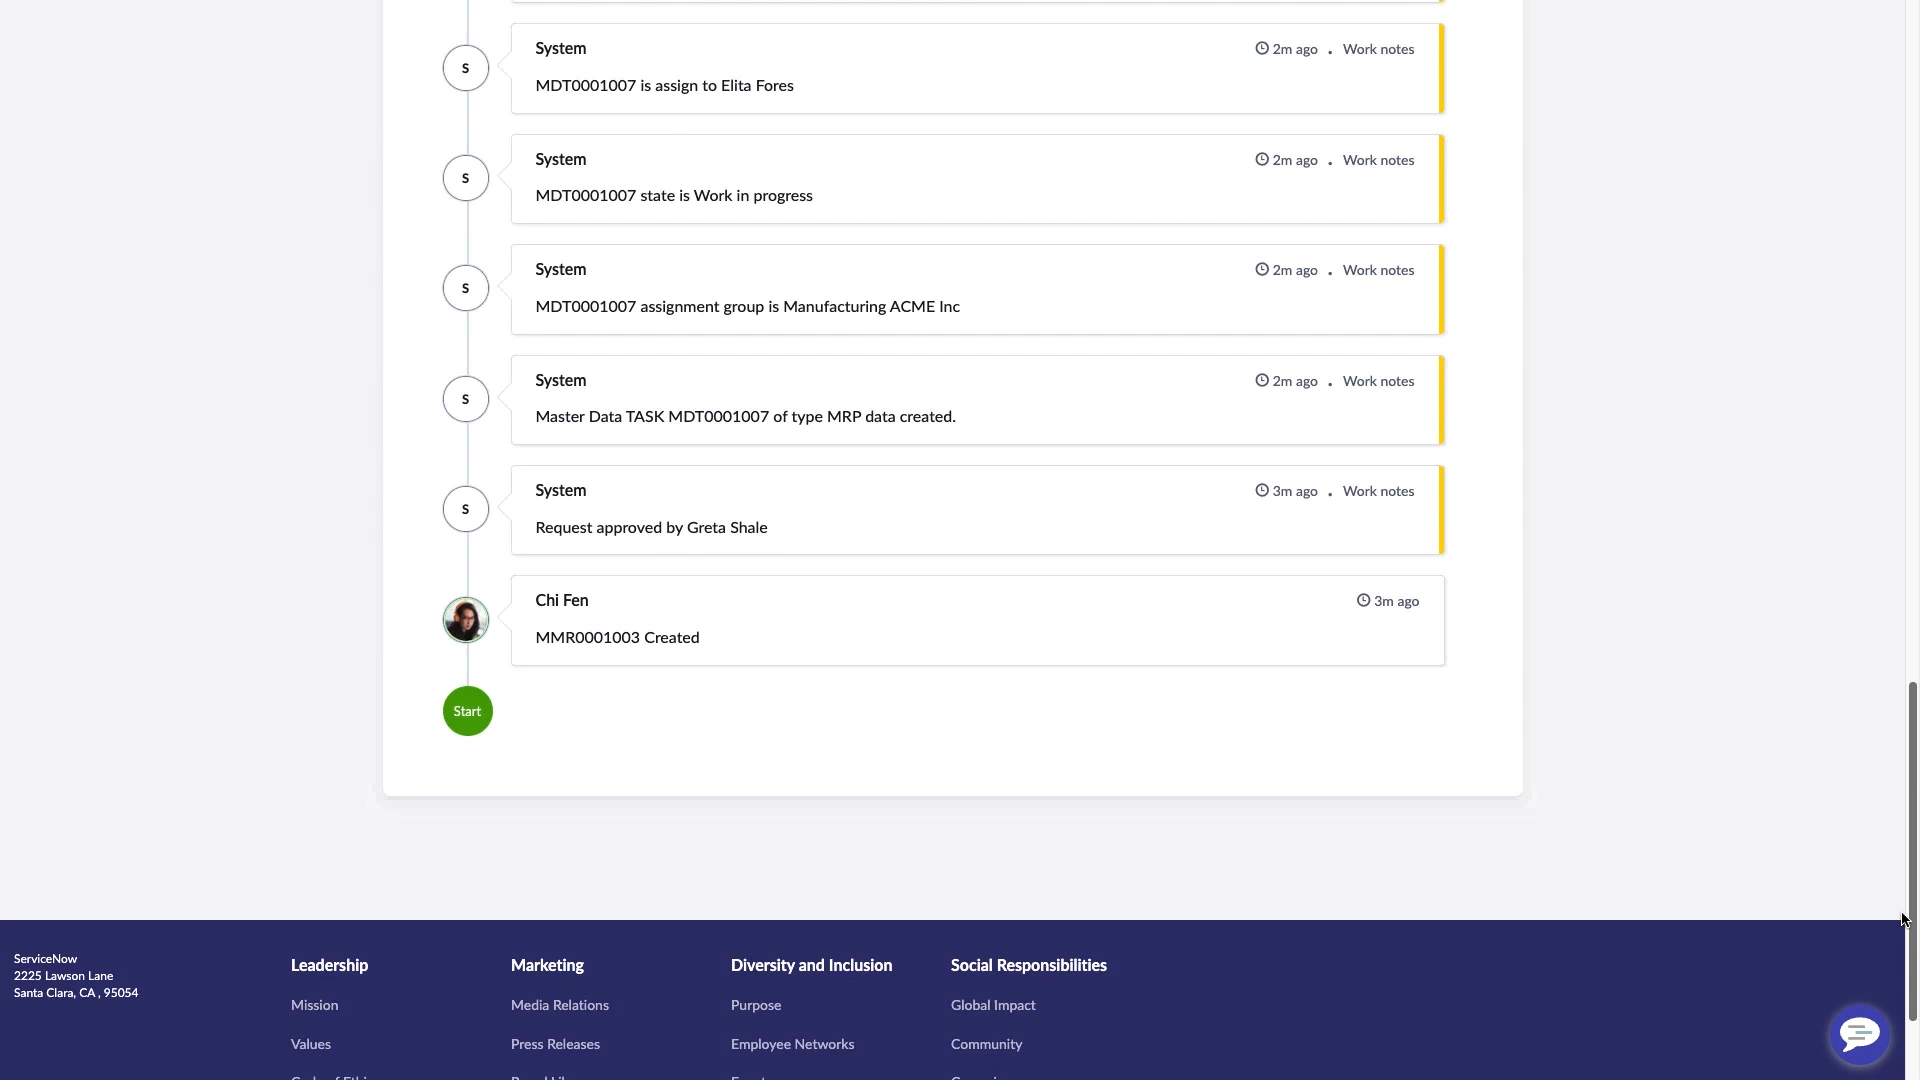 System
2m ago . Work notes
S
MDT0001007 is assign to Elita Fores
System
2m ago . Work notes
S
MDT0001007 state is Work in progress
System
2m ago . Work notes
S
MDT0001007 assignment group is Manufacturing ACME Inc
System
2m ago . Work notes
S
Master Data TASK MDT0001007 of type MRP data created.
System
3m ago . Work notes
S
Request approved by Greta Shale
Chi Fen
3m ago
MMR0001003 Created
Start
ServiceNow
2225 Lawson Lane
Santa Clara, CA , 95054
Leadership
Mission
Values
Marketing
Media Relations
Press Releases
Diversity and Inclusion
Purpose
Employee Networks
Social Responsibilities
Global Impact
Community